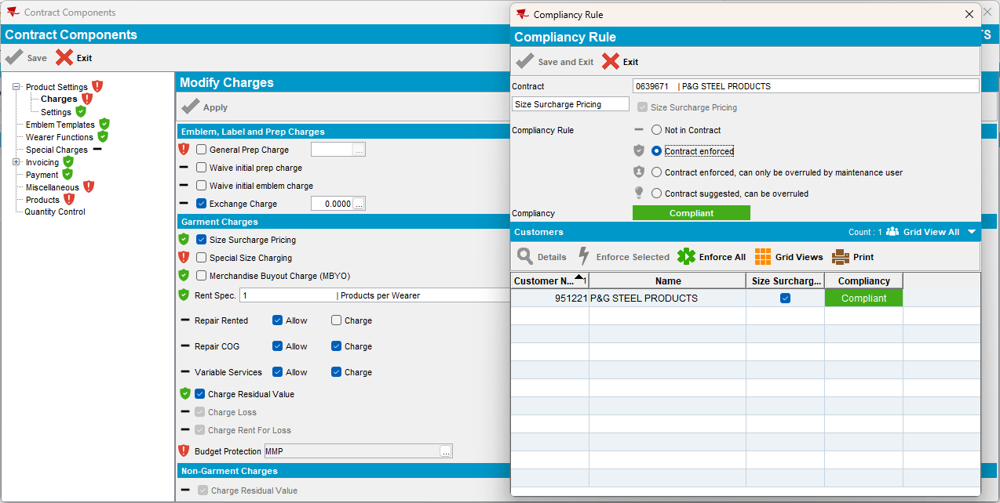 Contract Components
Contract Components
TS
Save
Exit
Product Settings
Charges
Settings
Emblem Templates
Wearer Functions
Special Charges
Invoicing
Payment
Miscellaneous
Products
Quantity Control
Modify Charges
Apply
Emblem, Label and Prep Charges
General Prep Charge ...
Waive initial prep charge
Waive initial emblem charge
Exchange Charge 0.0000 ...
Garment Charges
Size Surcharge Pricing
Special Size Charging
Merchandise Buyout Charge (MBYO)
Rent Spec. 1 | Products per Wearer
Repair Rented Allow Charge
Repair COG Allow Charge
Variable Services Allow Charge
Charge Residual Value
Charge Loss
Charge Rent For Loss
Budget Protection MMP ...
Non-Garment Charges
Charge Residual Value
Compliancy Rule
Compliancy Rule
Save and Exit Exit
Contract 0639671 | P&G STEEL PRODUCTS
Size Surcharge Pricing Size Surcharge Pricing
Compliancy Rule Not in Contract
Contract enforced
Contract enforced, can only be overruled by maintenance user
Contract suggested, can be overruled
Compliancy Compliant
Customers Count : 1 Grid View All
Details Enforce Selected Enforce All Grid Views Print
Customer N... 1 Name Size Surcharg... Compliancy
951221 P&G STEEL PRODUCTS Compliant